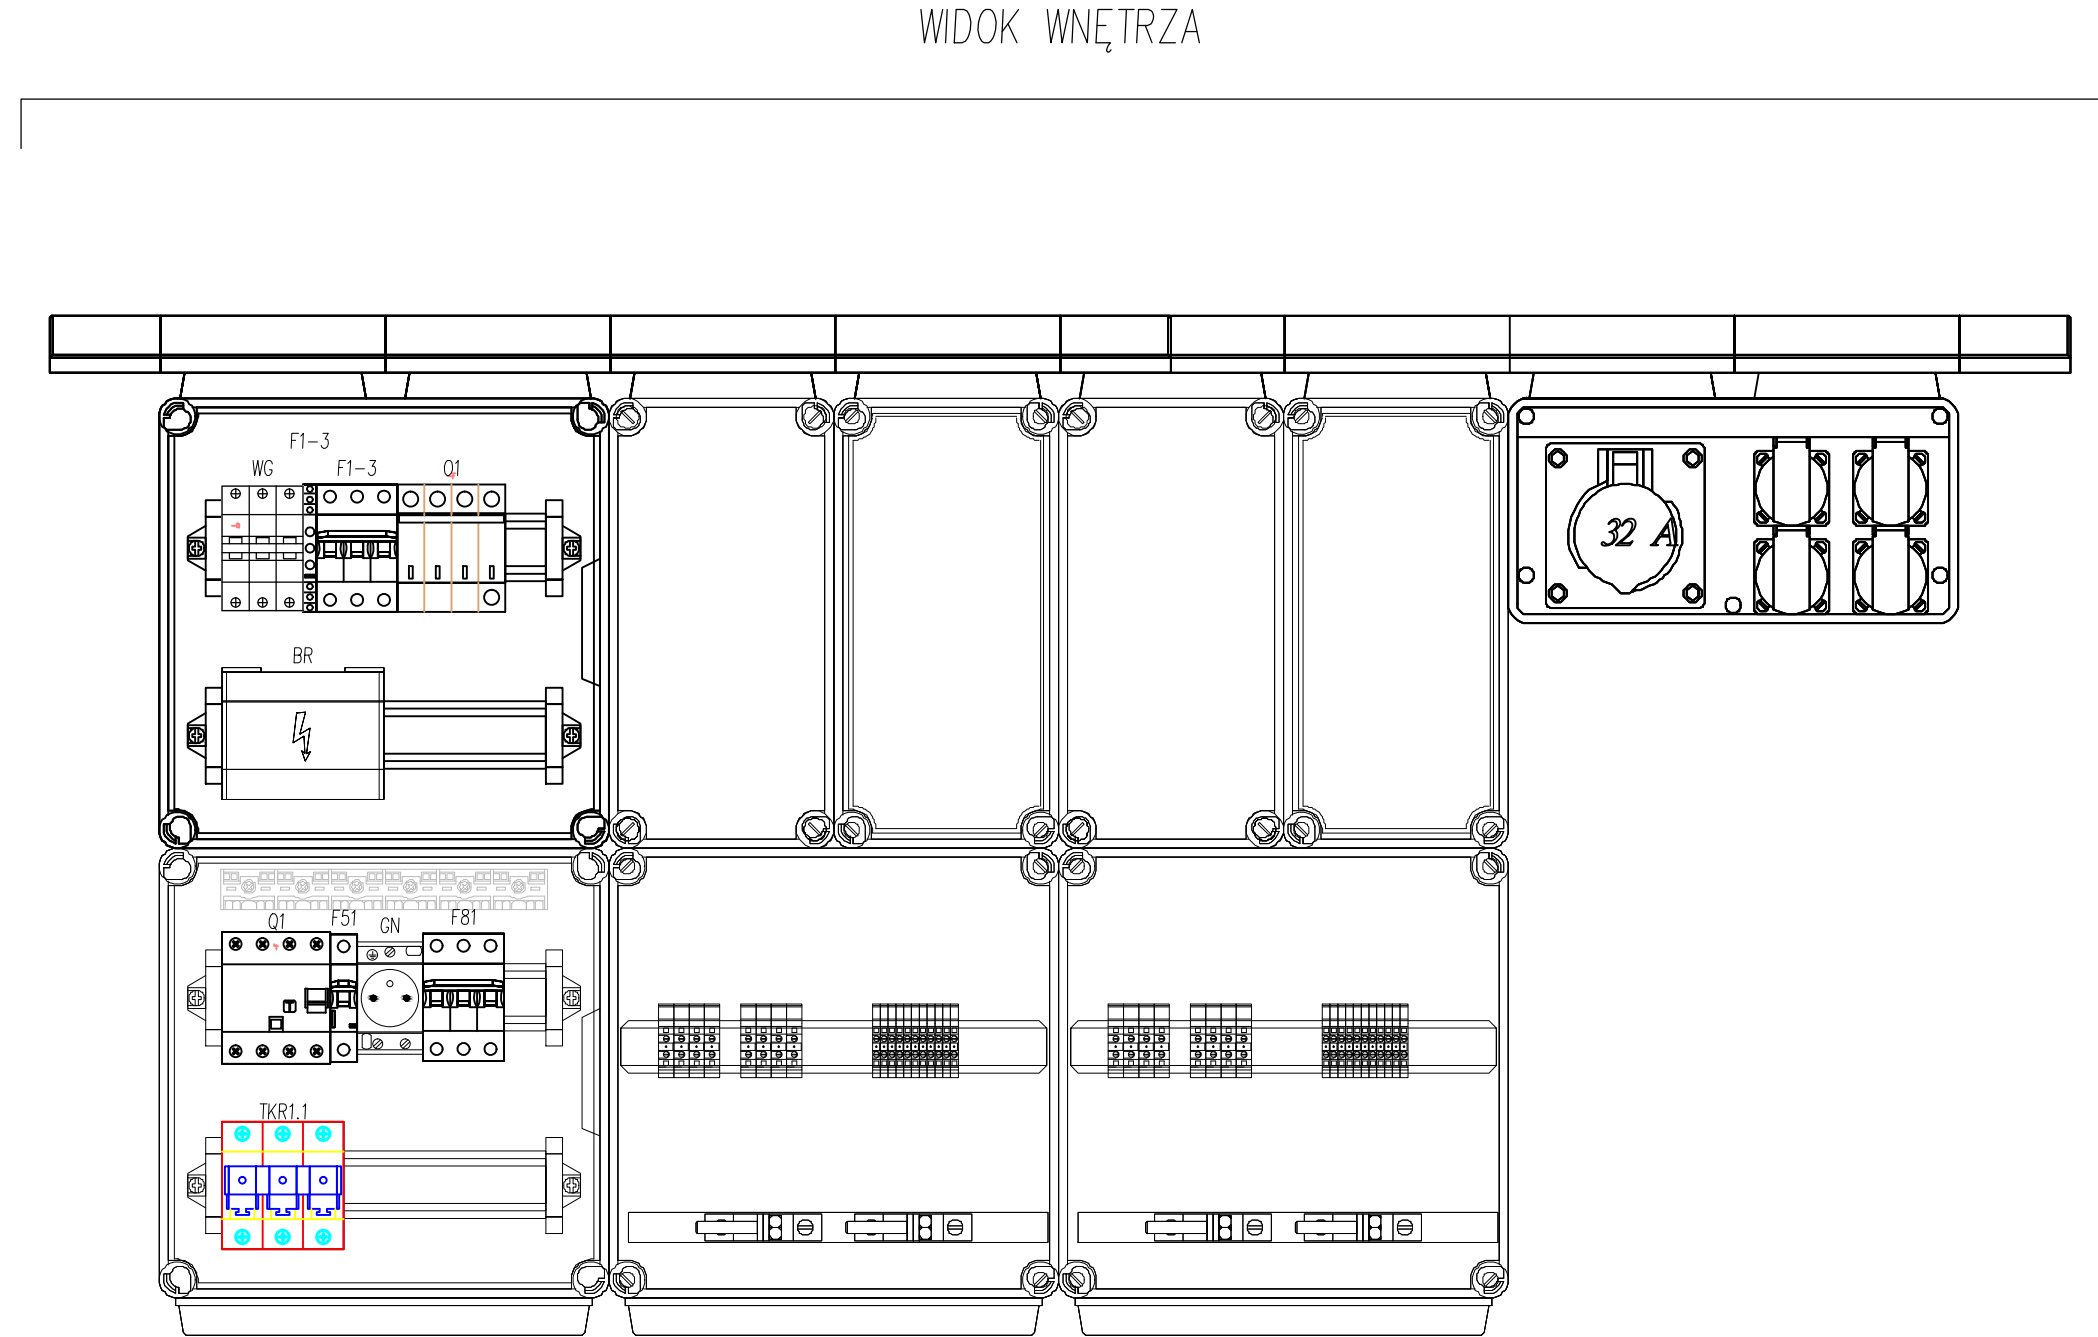 WIDOK WNĘTRZA
F1-3
WG F1-3 Q1
32 A
BR
Q1 F51 GN F81
TKR1.1